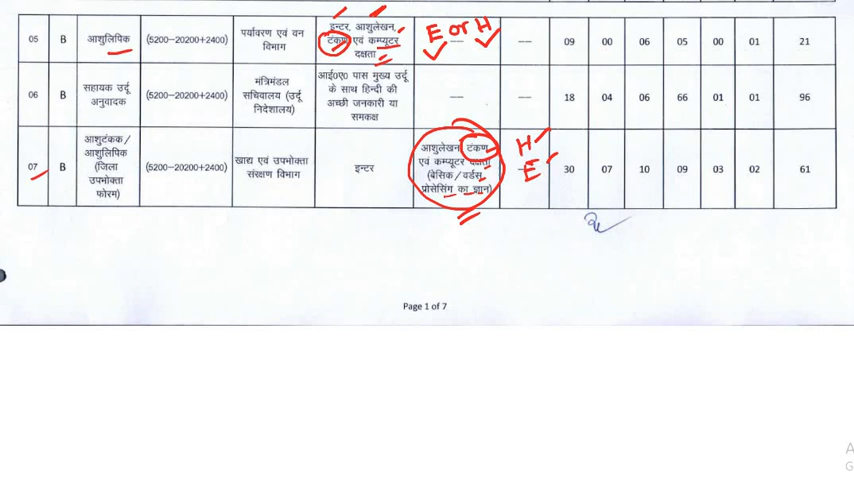 05 B आशुलिपिक (5200-20200+2400) पर्यावरण एवं वन विभाग इन्टर, आशुलेखन, टंकण एवं कम्प्यूटर दक्षता — — 09 00 06 05 00 01 21
E or H
06 B सहायक उर्दू अनुवादक (5200-20200+2400) मंत्रिमंडल सचिवालय (उर्दू निदेशालय) आई०ए० पास मुख्य उर्दू के साथ हिन्दी की अच्छी जानकारी या समकक्ष — — 18 04 06 66 01 01 96
07 B आशुटंकक/ आशुलिपिक (जिला उपभोक्ता फोरम) (5200-20200+2400) खाद्य एवं उपभोक्ता संरक्षण विभाग इन्टर आशुलेखन, टंकण एवं कम्प्यूटर दक्षता (बेसिक/वर्डस् प्रोसेसिंग का ज्ञान) 30 07 10 09 03 02 61
H
E
Page 1 of 7